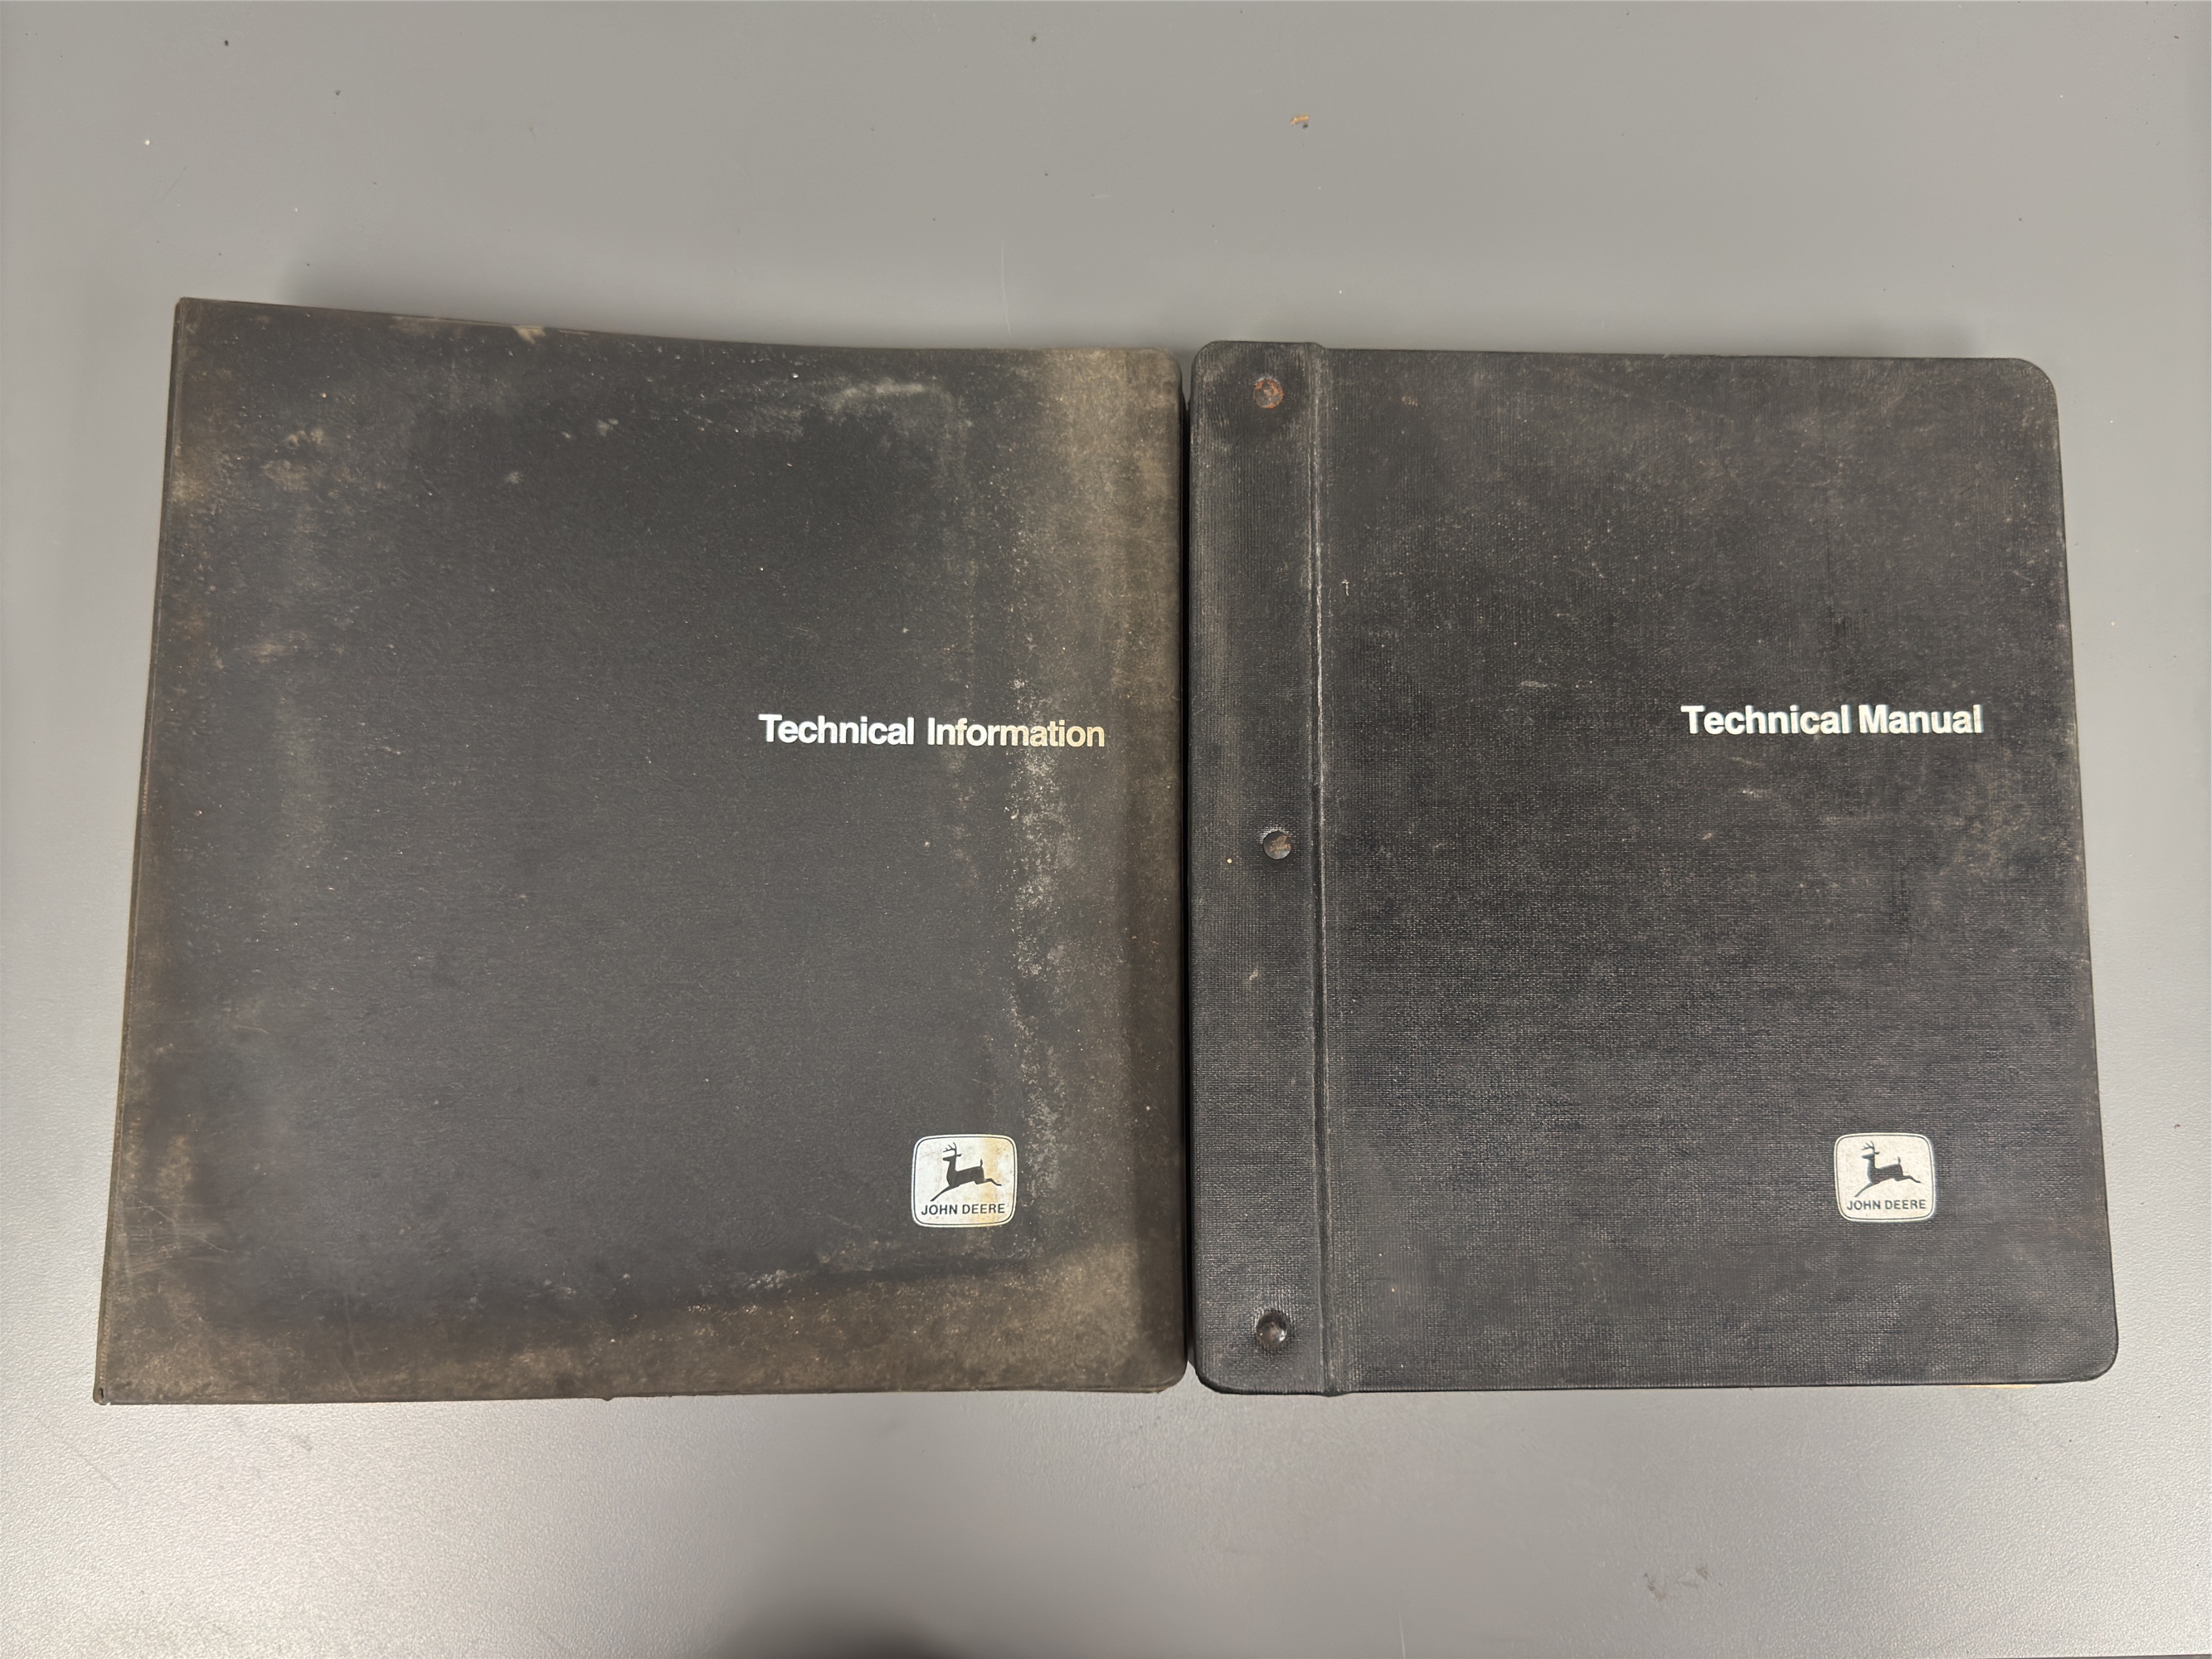 Technical Information
JOHN DEERE
Technical Manual
JOHN DEERE